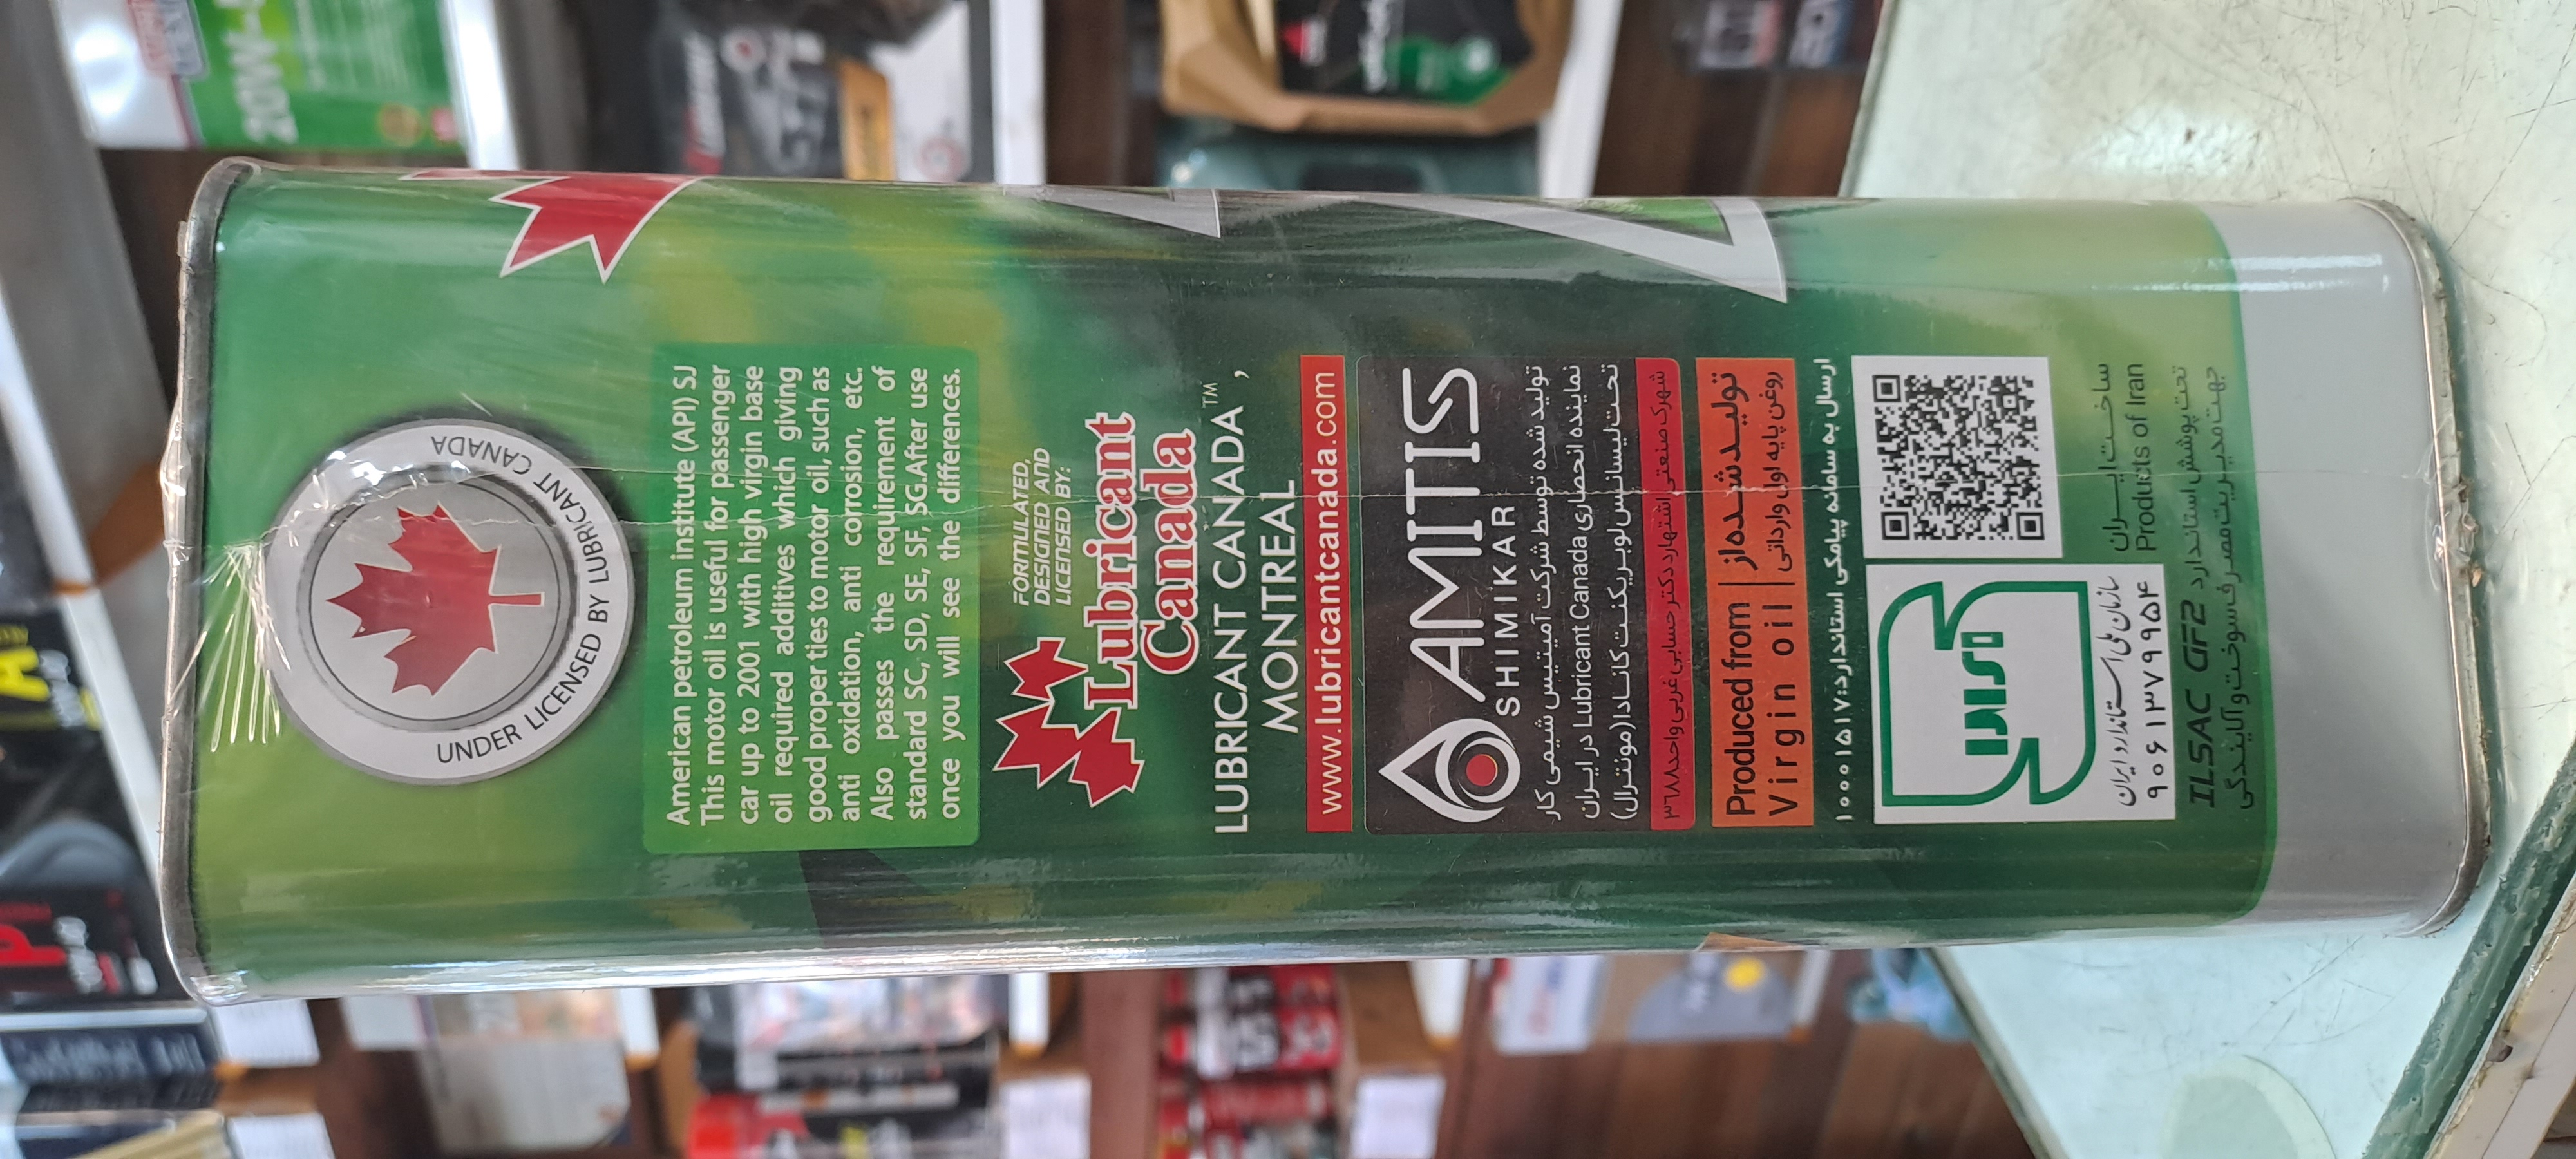 UNDER LICENSED BY LUBRICANT CANADA
American petroleum institute (API) SJ
This motor oil is useful for passenger
car up to 2001 with high virgin base
oil required additives which giving
good proper ties to motor oil, such as
anti oxidation, anti corrosion, etc.
Also passes the requirement of
standard SC, SD, SE, SF, SG.After use
once you will see the differences.
FORMULATED,
DESIGNED AND
LICENSED BY:
Lubricant
Canada
LUBRICANT CANADA™,
MONTREAL
www.lubricantcanada.com
AMITIS
SHIMIKAR
تولید شده توسط شرکت آمیتیس شیمی کار
نماینده انحصاری Lubricant Canada در ایران
تحت لیسانس لوبریکنت کانادا (مونترال)
شهرک صنعتی اشتهارد دکتر حسابی غربی واحد ۳۶۸۸
Produced from
Virgin oil
تولید شده از
روغن پایه اول وارداتی
ارسال به سامانه پیامکی استاندارد: ۱۰۰۰۱۵۱۷
سازمان ملی استاندارد ایران
۹۰۶۱۳۷۹۹۵۴
ساخت ایران
Products of Iran
تحت پوشش استاندارد ILSAC GF2
جهت مدیریت مصرف سوخت و آلایندگی
20W-